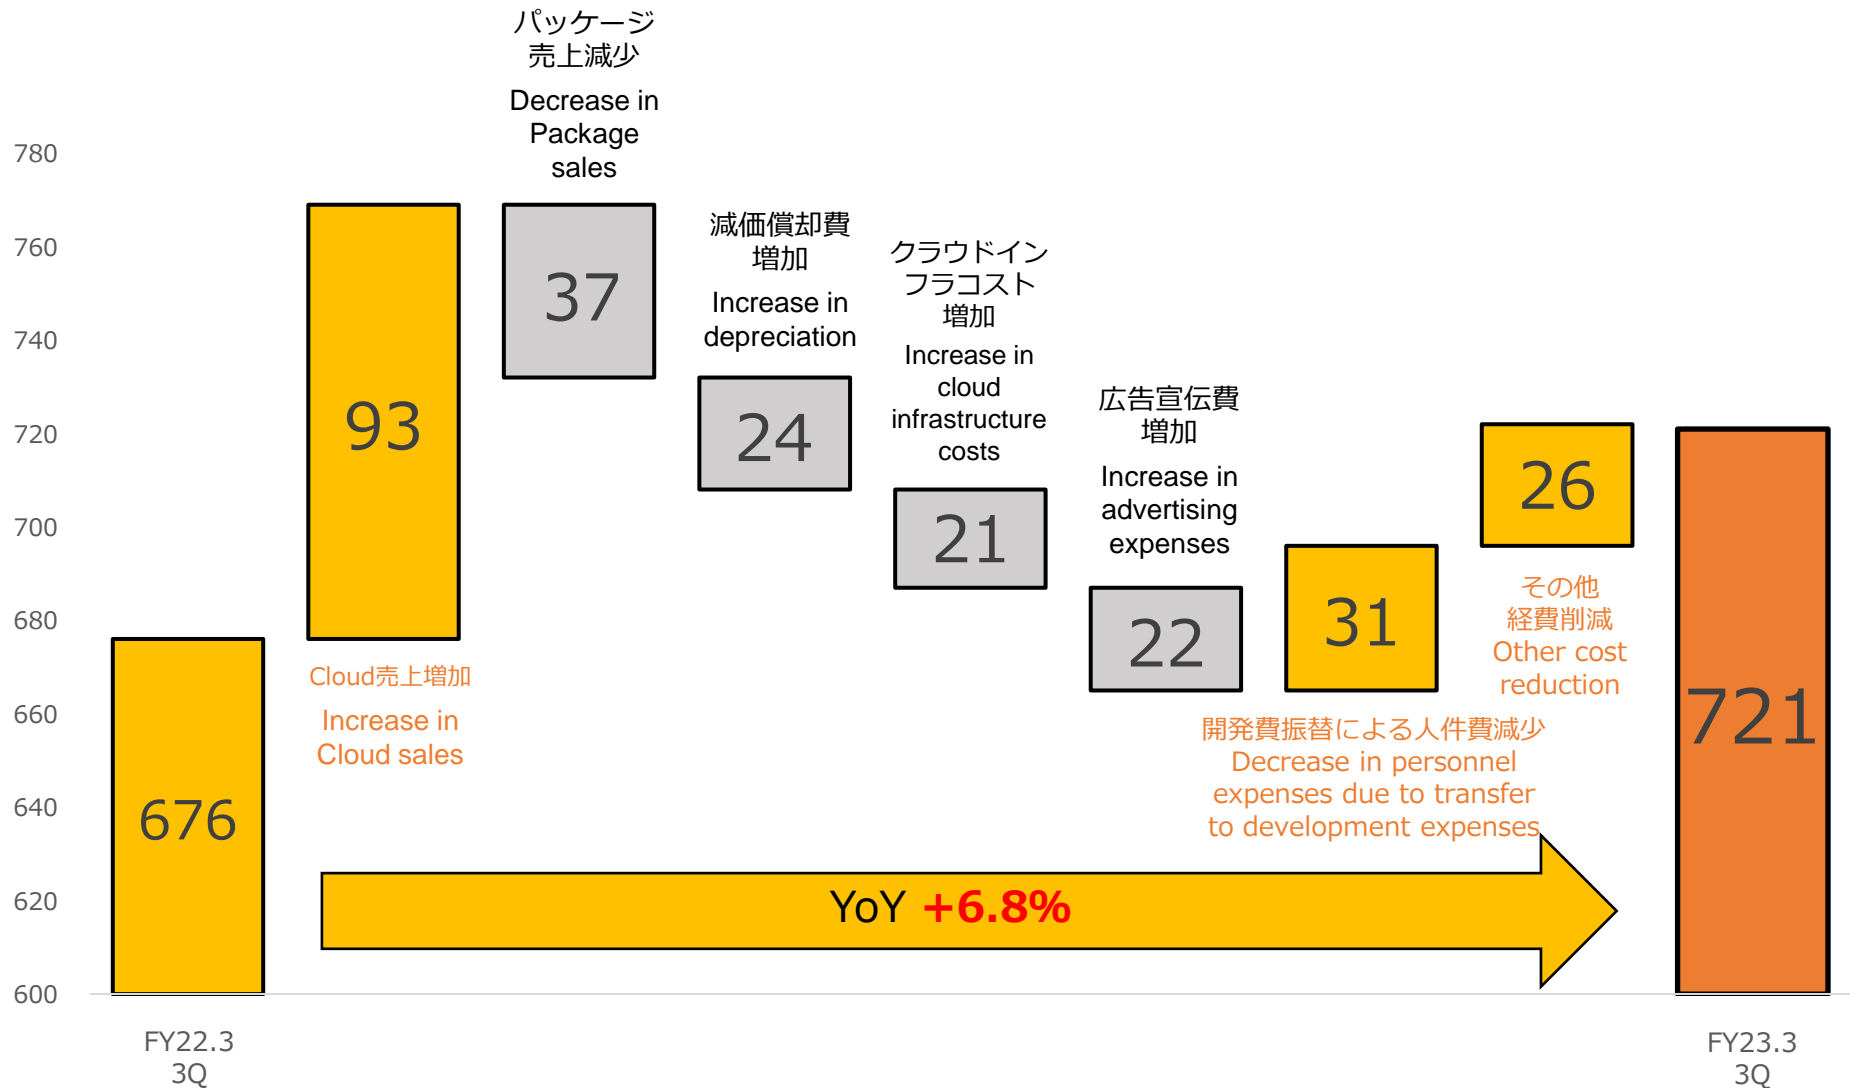 パッケージ
売上減少
Decrease in
Package
sales
780
760
740
720
700
680
660
640
620
600
減価償却費
増加
Increase in
depreciation
クラウドイン
フラコスト
増加
Increase in
cloud
infrastructure
costs
広告宣伝費
増加
Increase in
advertising
expenses
676
93
37
24
21
22
31
26
721
Cloud売上増加
Increase in
Cloud sales
開発費振替による人件費減少
Decrease in personnel
expenses due to transfer
to development expenses
その他
経費削減
Other cost
reduction
YoY +6.8%
FY22.3
3Q
FY23.3
3Q